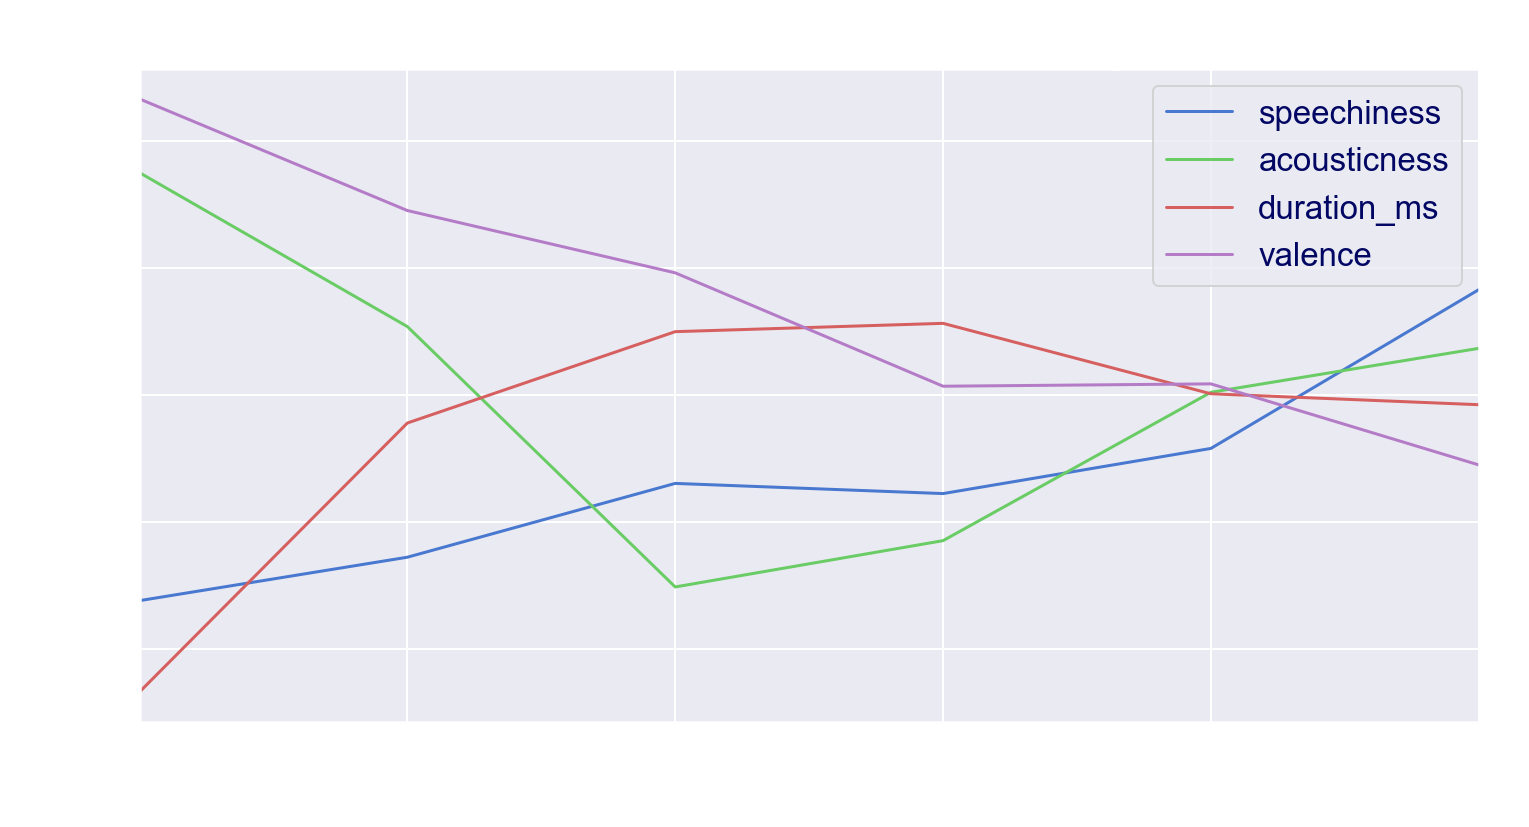 speechiness
acousticness
duration_ms
valence